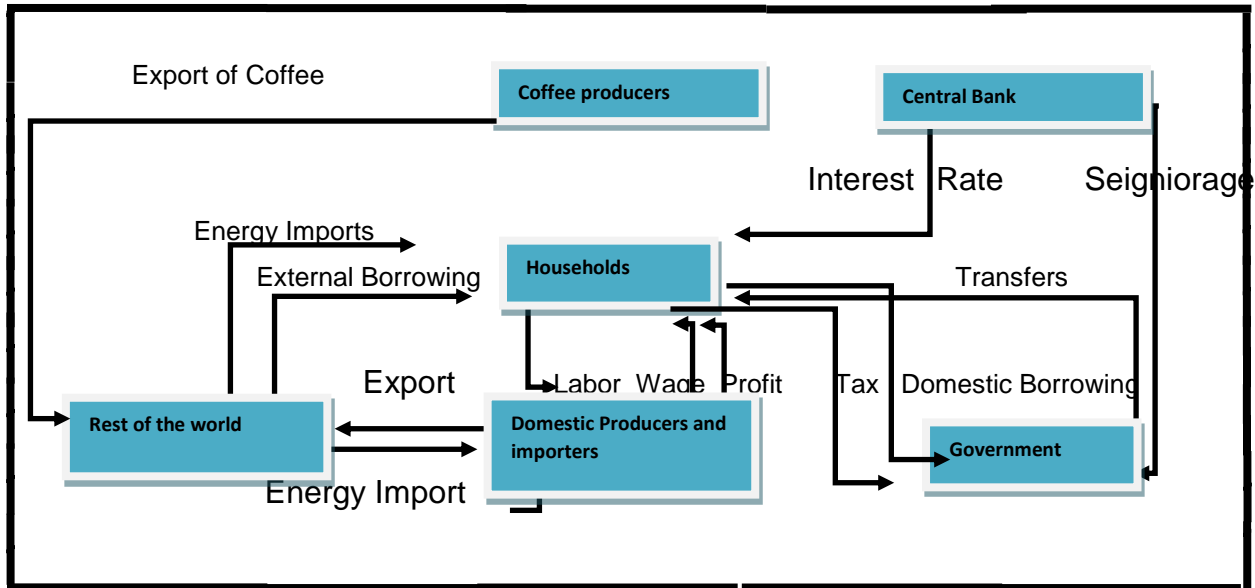 Export of Coffee
Coffee producers
Central Bank
Interest Rate
Seigniorage
Energy Imports
Households
External Borrowing
Transfers
Export
Labor Wage Profit
Tax
Domestic Borrowing
Rest of the world
Domestic Producers and
importers
Government
Energy Import